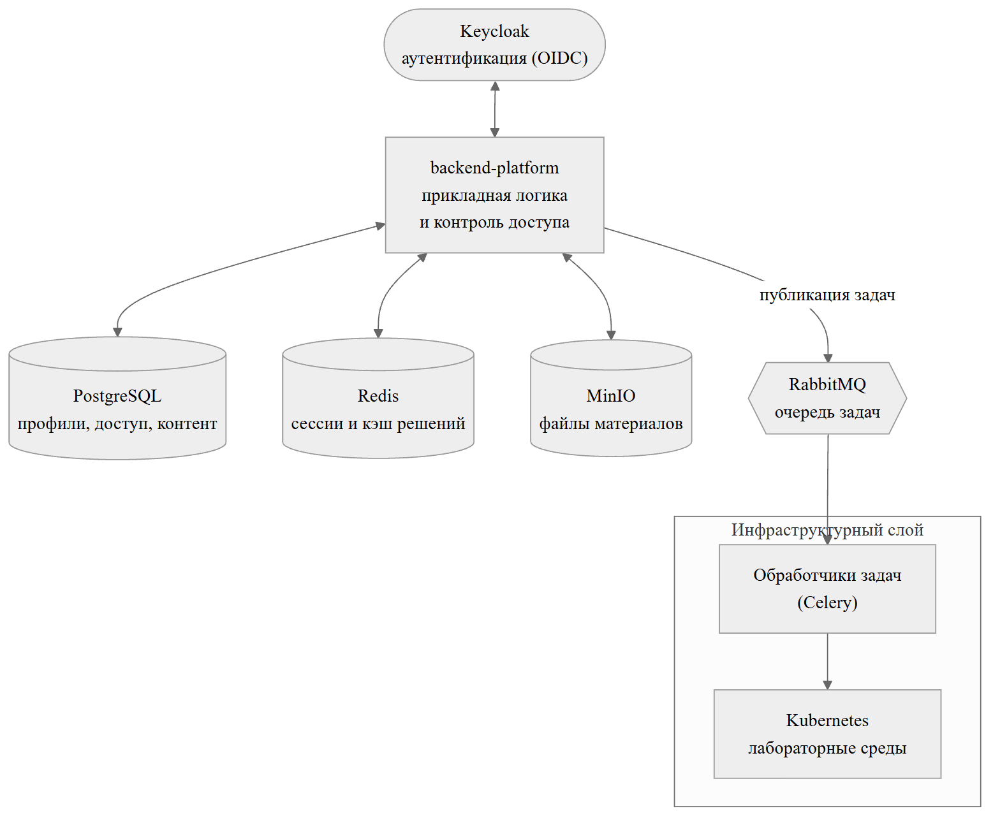 Keycloak
аутентификация (OIDC)
backend-platform
прикладная логика
и контроль доступа
публикация задач
PostgreSQL
профили, доступ, контент
Redis
сессии и кэш решений
MinIO
файлы материалов
RabbitMQ
очередь задач
Инфраструктурный слой
Обработчики задач
(Celery)
Kubernetes
лабораторные среды